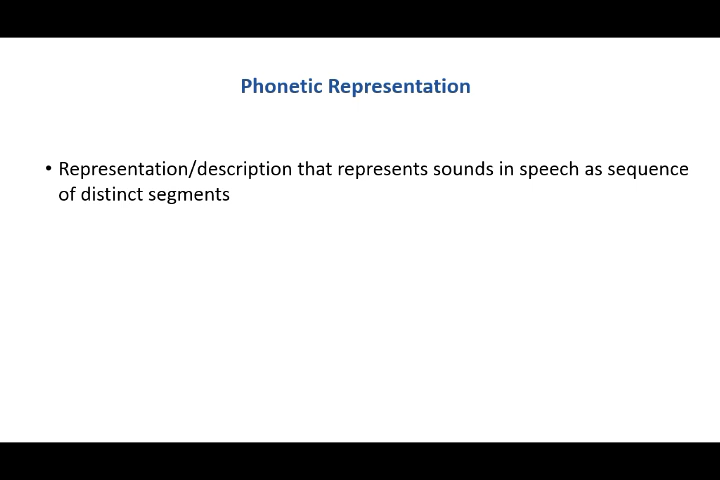 Phonetic Representation
• Representation/description that represents sounds in speech as sequence
of distinct segments